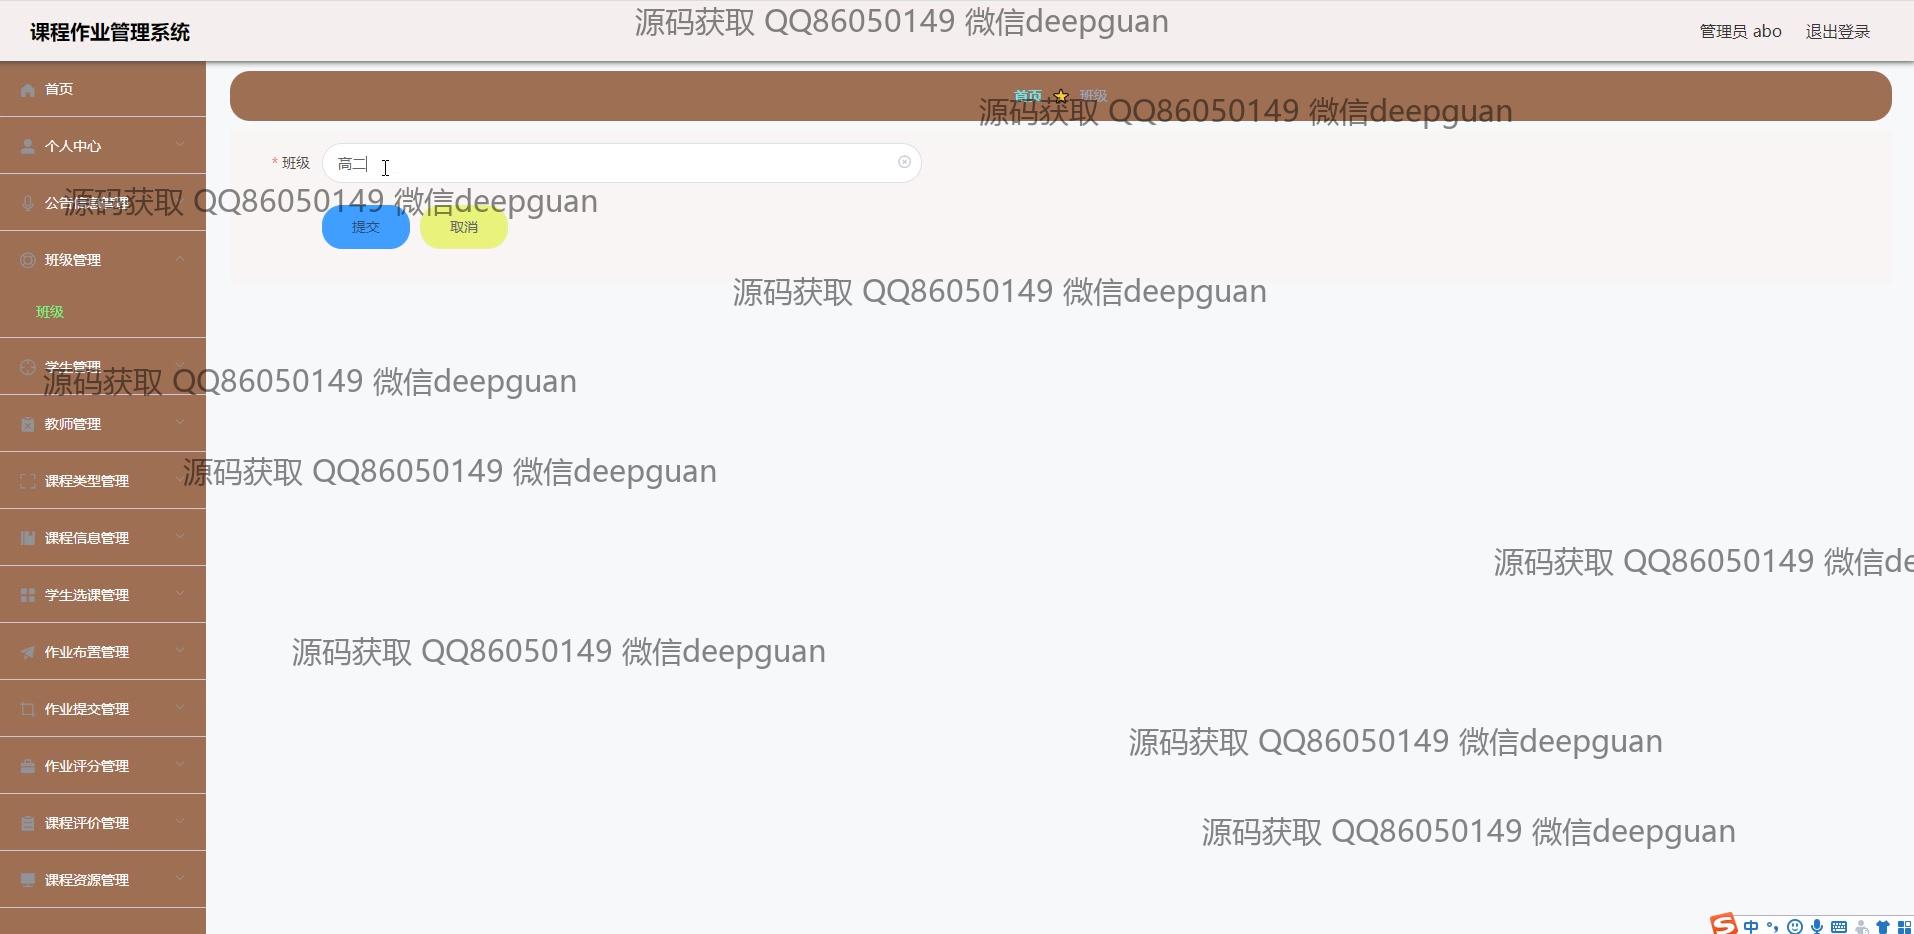 课程作业管理系统
源码获取 QQ86050149 微信deepguan
管理员 abo
退出登录
首页
首页
班级
源码获取 QQ86050149 微信deepguan
个人中心
* 班级
高二
公告信息管理
源码获取 QQ86050149 微信deepguan
提交
取消
班级管理
源码获取 QQ86050149 微信deepguan
班级
学生管理
源码获取 QQ86050149 微信deepguan
教师管理
课程类型管理
源码获取 QQ86050149 微信deepguan
课程信息管理
源码获取 QQ86050149 微信de
学生选课管理
作业布置管理
源码获取 QQ86050149 微信deepguan
作业提交管理
源码获取 QQ86050149 微信deepguan
作业评分管理
课程评价管理
源码获取 QQ86050149 微信deepguan
课程资源管理
中